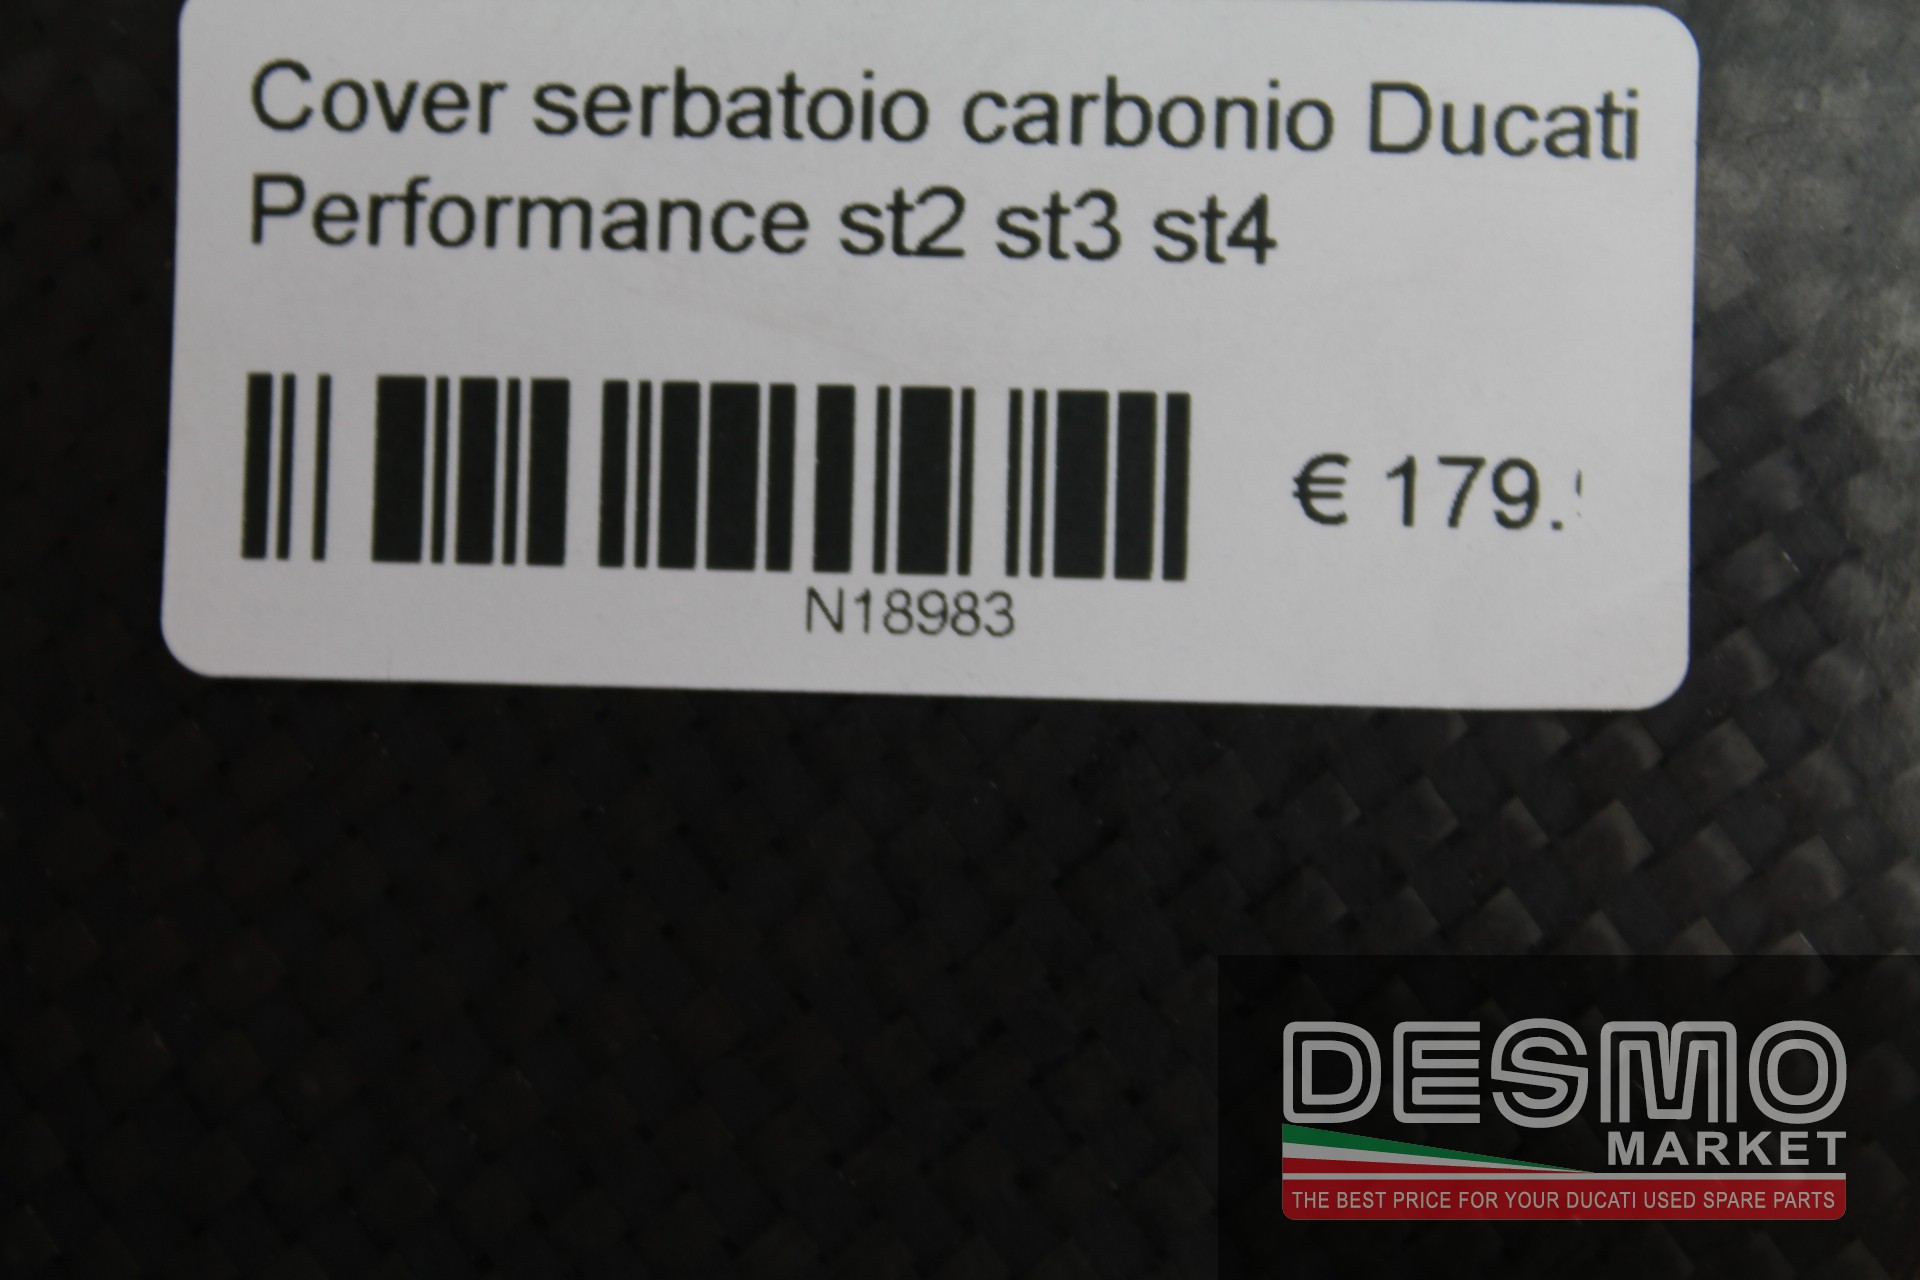 Cover serbatoio carbonio Ducati
Performance st2 st3 st4
€ 179.
N18983
DESMO
MARKET
THE BEST PRICE FOR YOUR DUCATI USED SPARE PARTS